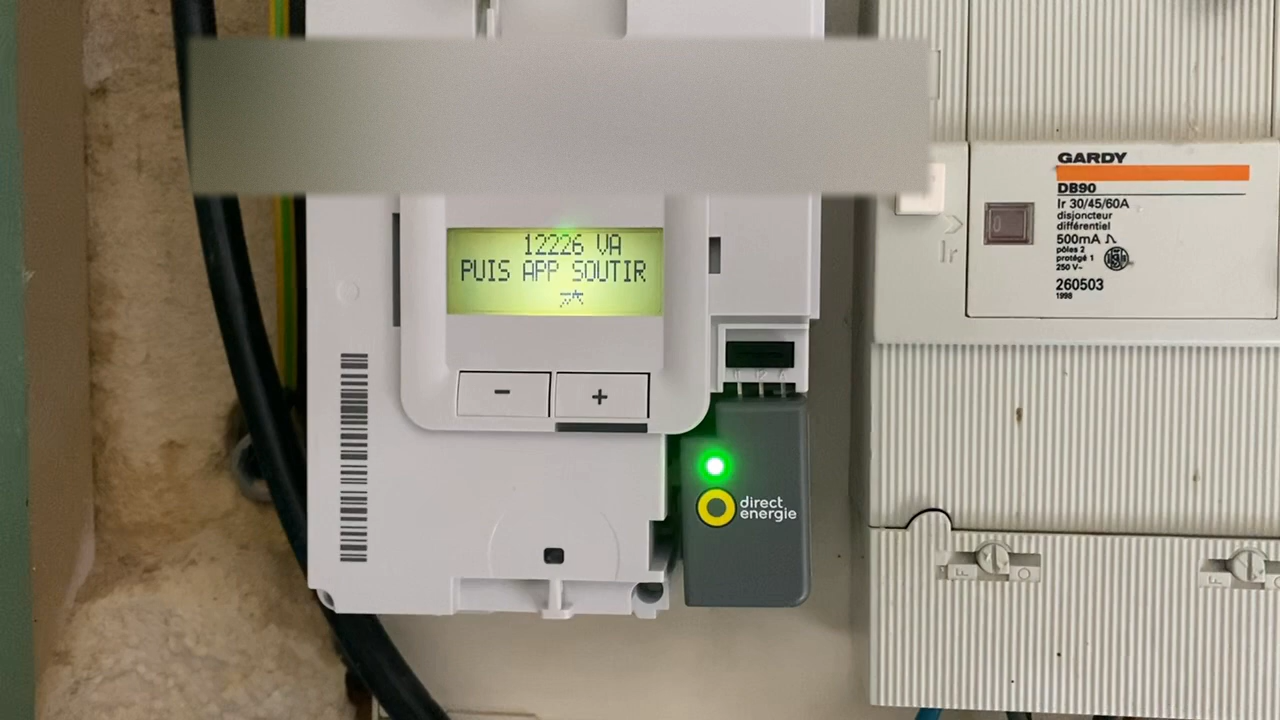 12226 VA
PUIS APP SOUTIR
-
+
direct
energie
GARDY
DB90
Ir 30/45/60A
disjoncteur
différentiel
500mA
pôles 2
protégé 1
250 V~
260503
1998
0
Ir
F
O
F